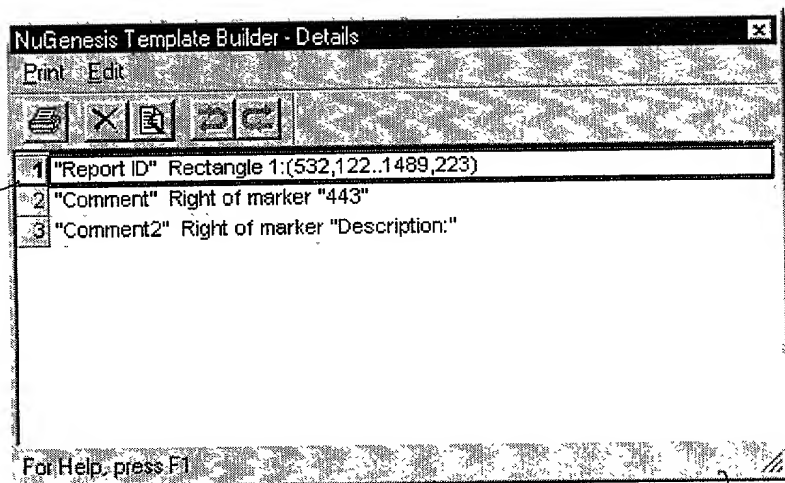 NuGenesis Template Builder - Details
Print Edit
1 "Report ID" Rectangle 1:(532,122..1489,223)
2 "Comment" Right of marker "443"
3 "Comment2" Right of marker "Description:"
For Help, press F1